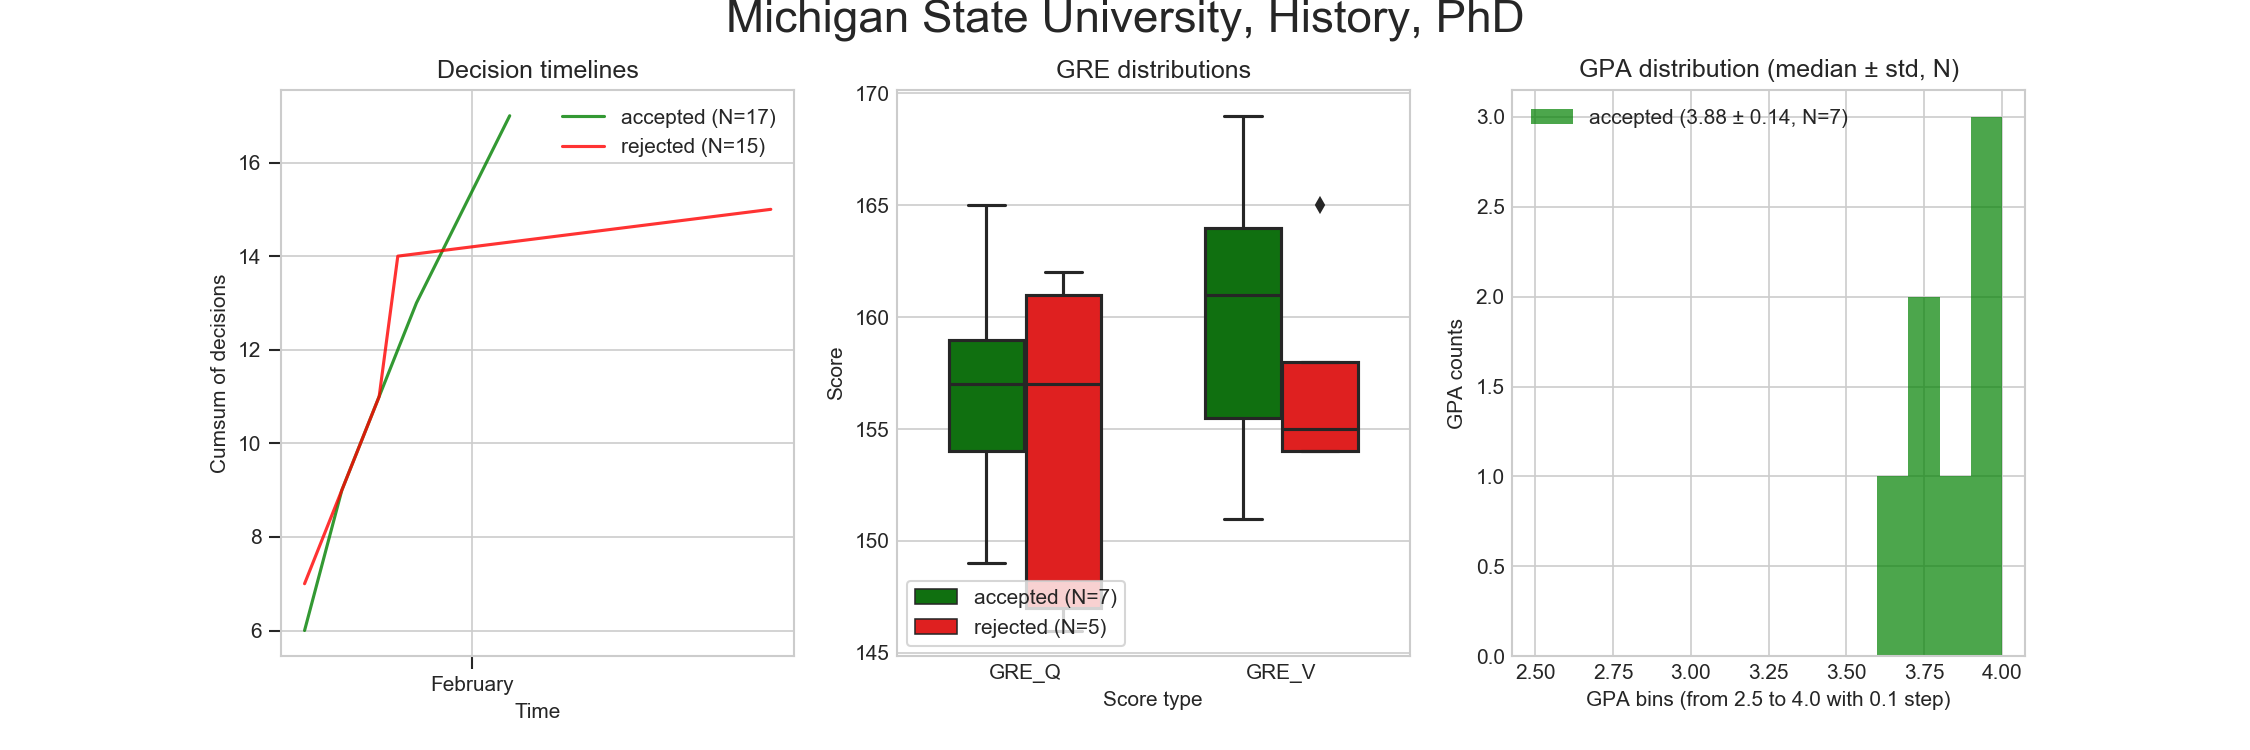 Michigan State University, History, PhD
Decision timelines
accepted (N=17)
rejected (N=15)
16
14
12
10
8
6
Cumsum of decisions
February
Time
GRE distributions
170
165
160
155
150
145
Score
accepted (N=7)
rejected (N=5)
GRE_Q
GRE_V
Score type
GPA distribution (median ± std, N)
accepted (3.88 ± 0.14, N=7)
3.0
2.5
2.0
1.5
1.0
0.5
0.0
GPA counts
2.50 2.75 3.00 3.25 3.50 3.75 4.00
GPA bins (from 2.5 to 4.0 with 0.1 step)